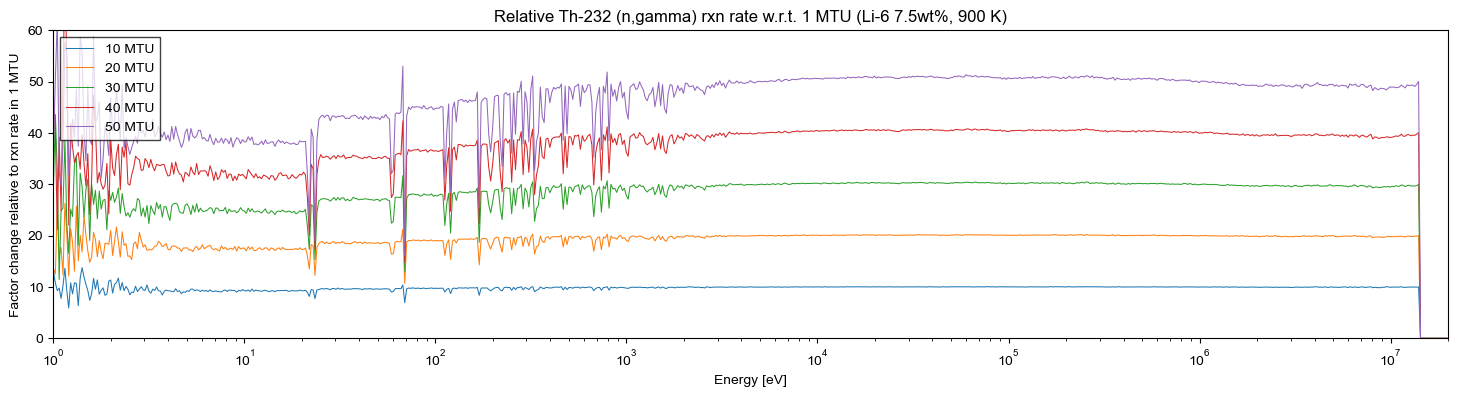 Relative Th-232 (n,gamma) rxn rate w.r.t. 1 MTU (Li-6 7.5wt%, 900 K)
Factor change relative to rxn rate in 1 MTU
60
50
40
30
20
10
0
10 MTU
20 MTU
30 MTU
40 MTU
50 MTU
10⁰ 10¹ 10² 10³ 10⁴ 10⁵ 10⁶ 10⁷
Energy [eV]